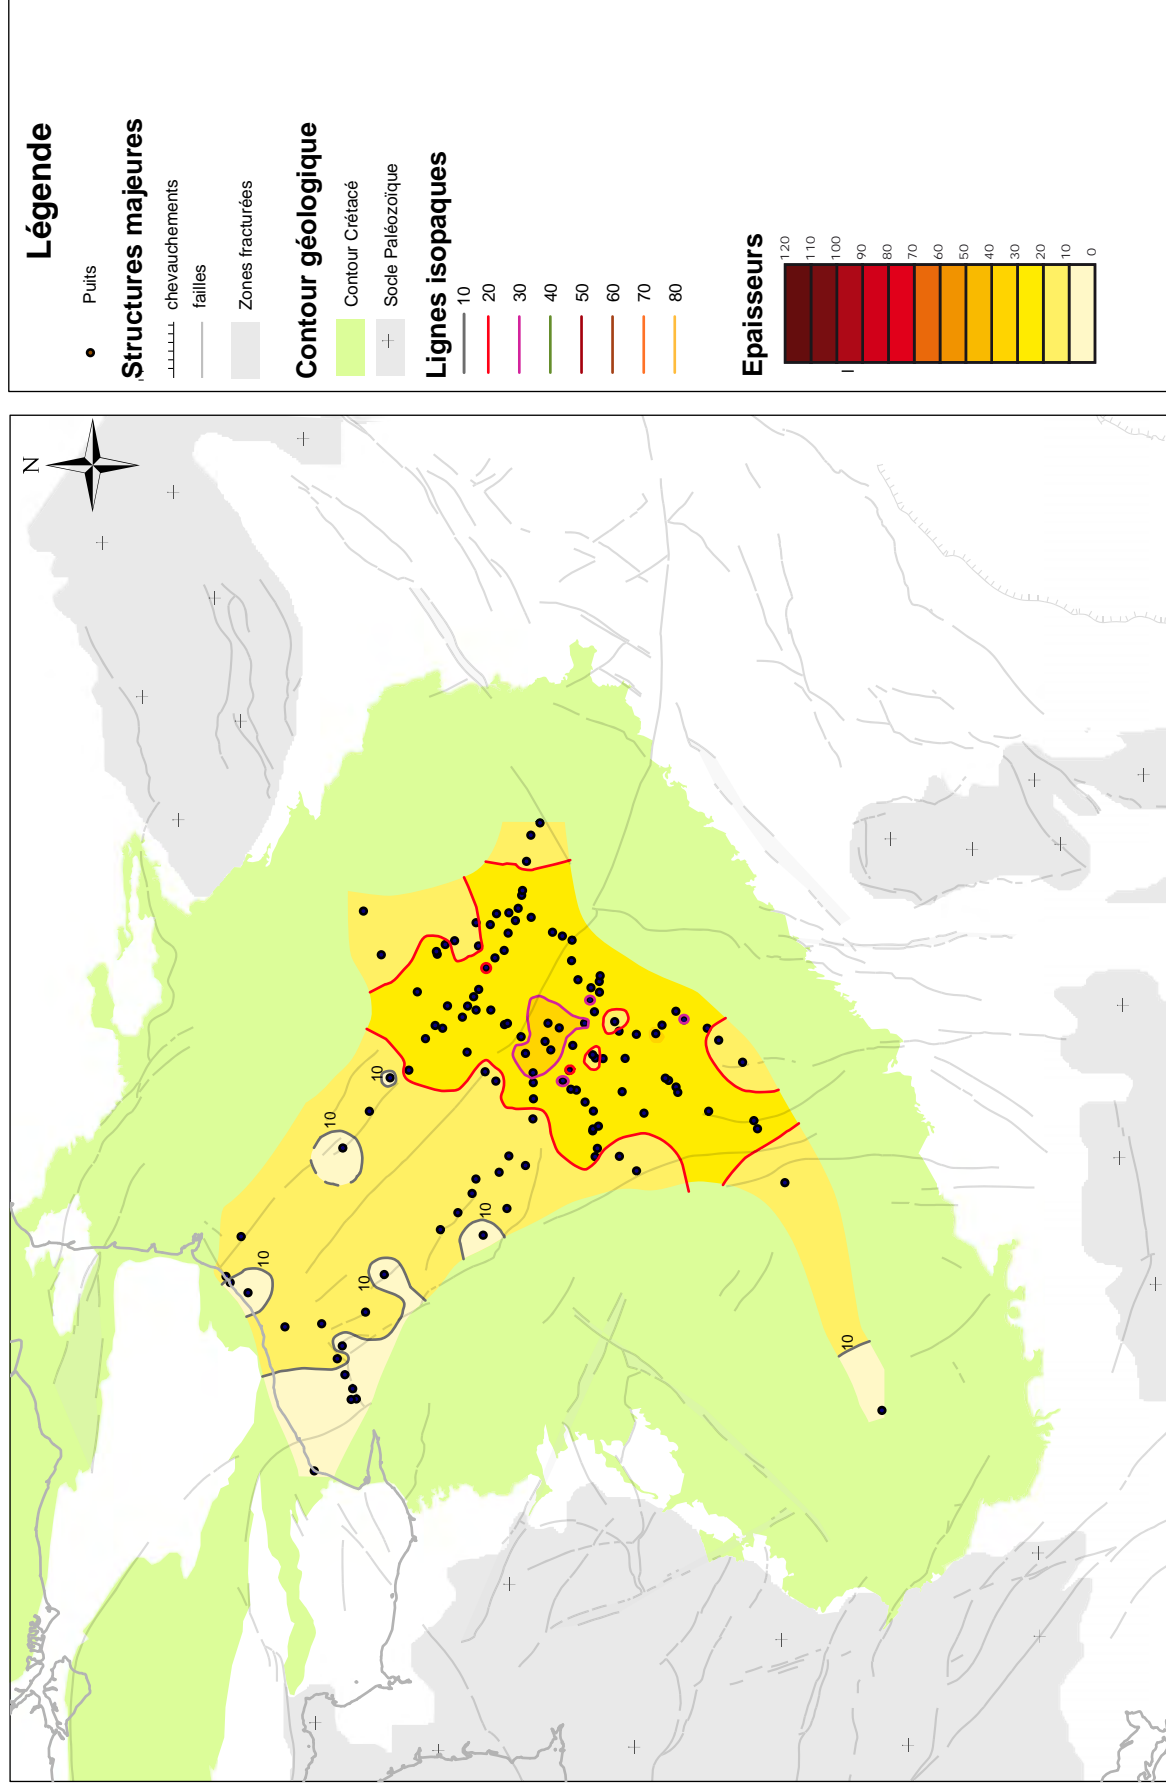 Légende
Puits
Structures majeures
chevauchements
failles
Zones fracturées
Contour géologique
Contour Crétacé
Socle Paléozoïque
Lignes isopaques
10
20
30
40
50
60
70
80
Epaisseurs
120
110
100
90
80
70
60
50
40
30
20
10
0
N
10
10
10
10
10
10